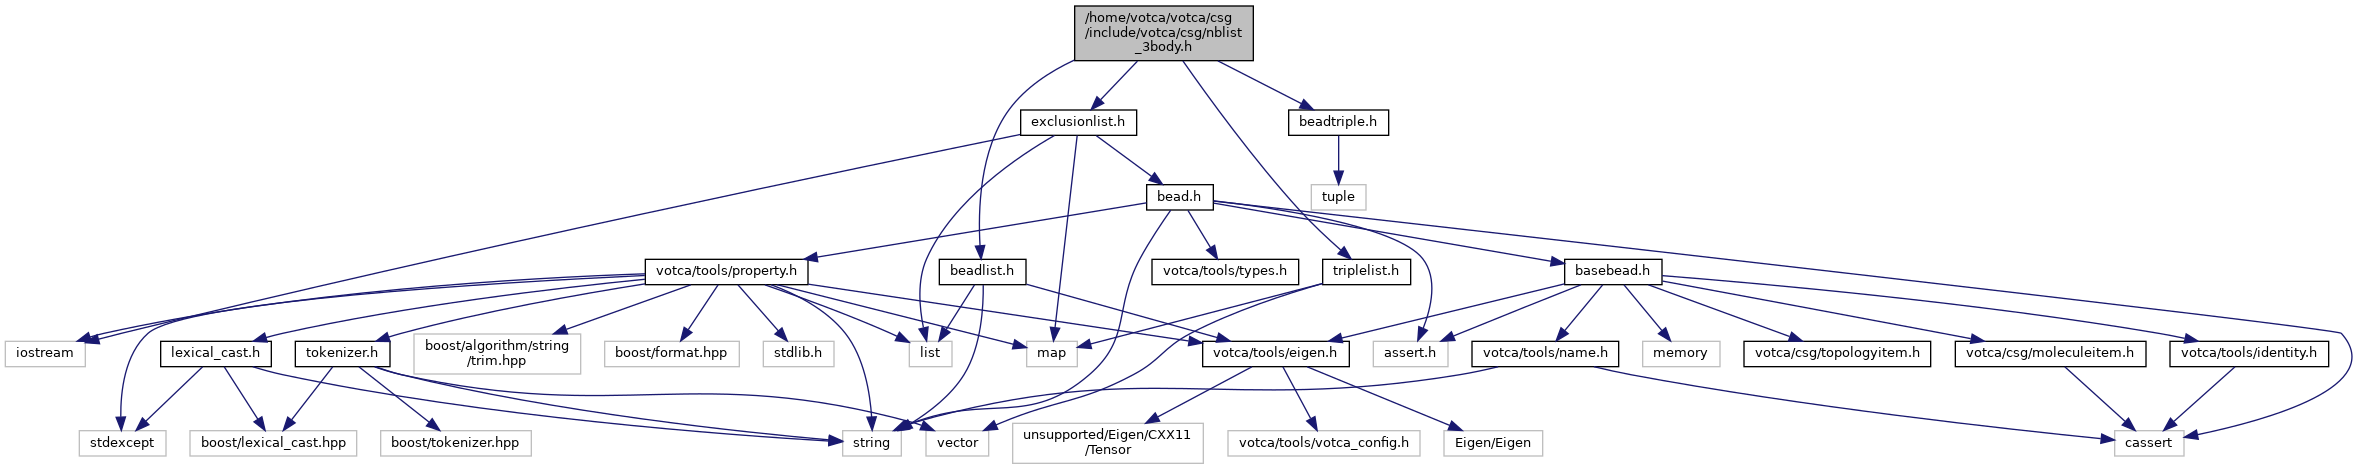 /home/votca/votca/csg
/include/votca/csg/nblist
_3body.h
exclusionlist.h
beadtriple.h
bead.h
tuple
votca/tools/property.h
beadlist.h
votca/tools/types.h
triplelist.h
basebead.h
iostream
lexical_cast.h
tokenizer.h
boost/algorithm/string
/trim.hpp
boost/format.hpp
stdlib.h
list
map
votca/tools/eigen.h
assert.h
votca/tools/name.h
memory
votca/csg/topologyitem.h
votca/csg/moleculeitem.h
votca/tools/identity.h
stdexcept
boost/lexical_cast.hpp
boost/tokenizer.hpp
string
vector
unsupported/Eigen/CXX11
/Tensor
votca/tools/votca_config.h
Eigen/Eigen
cassert